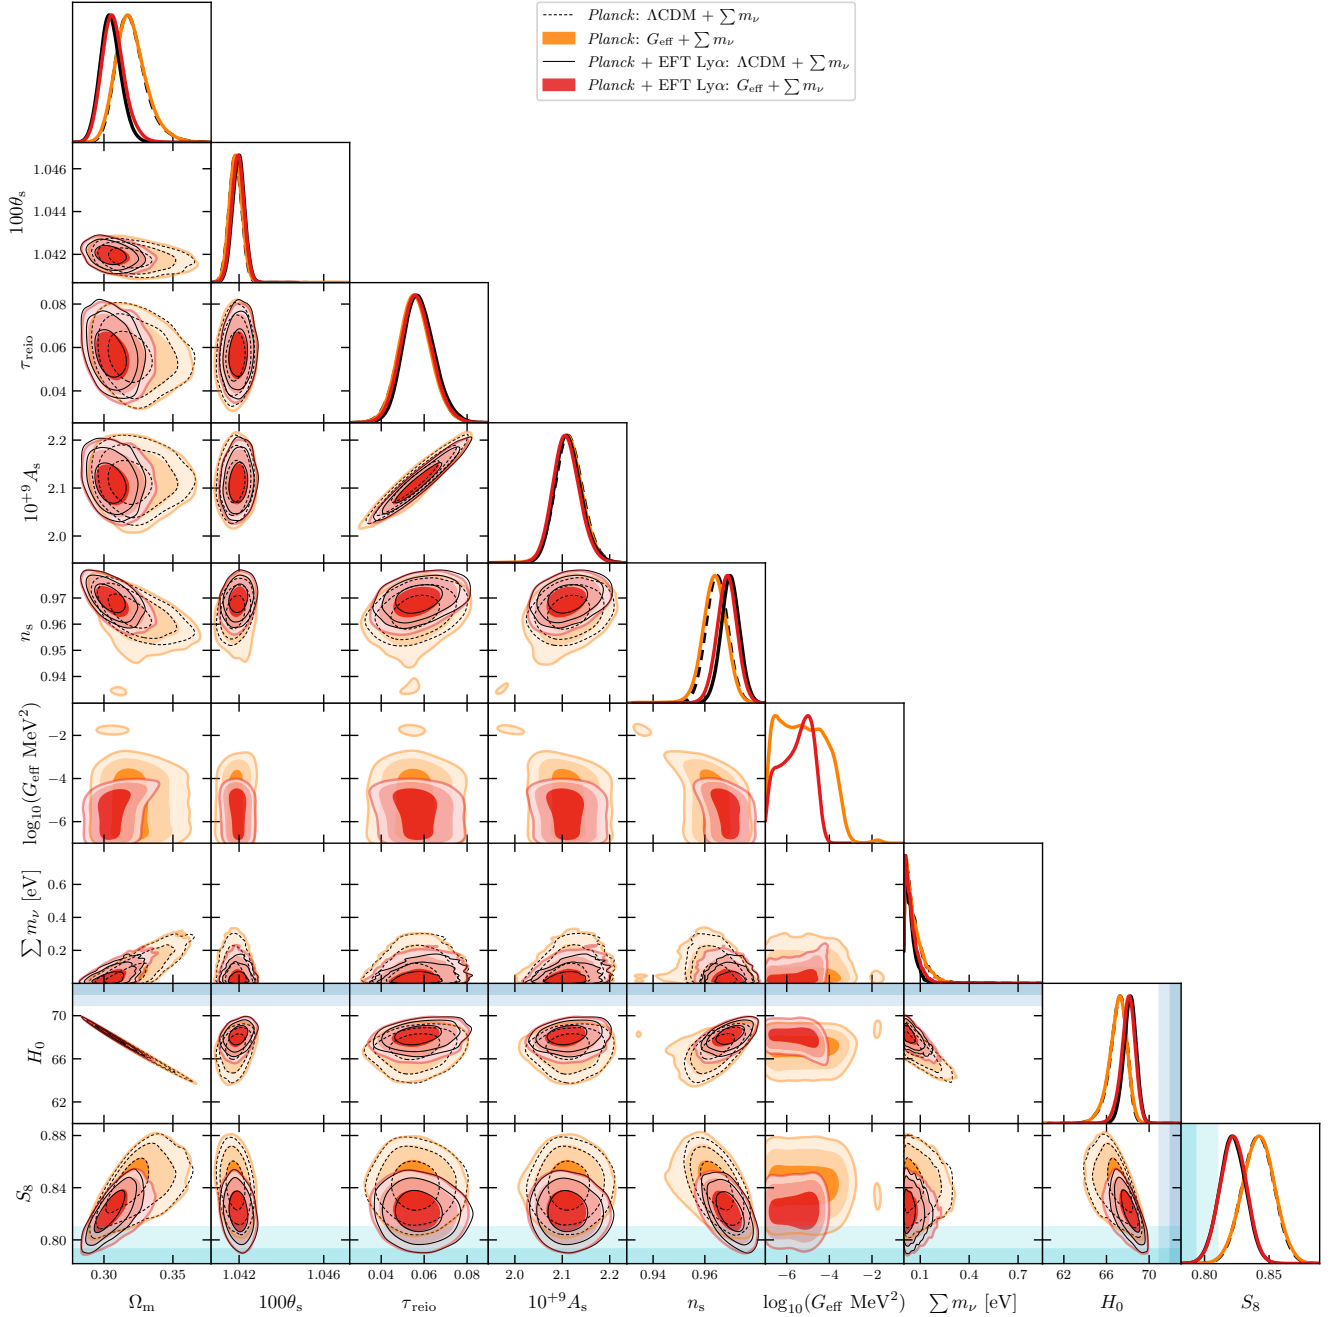 Planck: ΛCDM + ∑ mν
Planck: Geff + ∑ mν
Planck + EFT Lyα: ΛCDM + ∑ mν
Planck + EFT Lyα: Geff + ∑ mν
1.046
1.044
1.042
100θs
0.08
0.06
0.04
τreio
2.2
2.1
2.0
10+9As
0.97
0.96
0.95
0.94
ns
−2
−4
−6
log10(Geff MeV2)
0.6
0.4
0.2
∑ mν [eV]
70
66
62
H0
0.88
0.84
0.80
S8
0.30 0.35 1.042 1.046 0.04 0.06 0.08 2.0 2.1 2.2 0.94 0.96 −6 −4 −2 0.1 0.4 0.7 62 66 70 0.80 0.85
Ωm 100θs τreio 10+9As ns log10(Geff MeV2) ∑ mν [eV] H0 S8